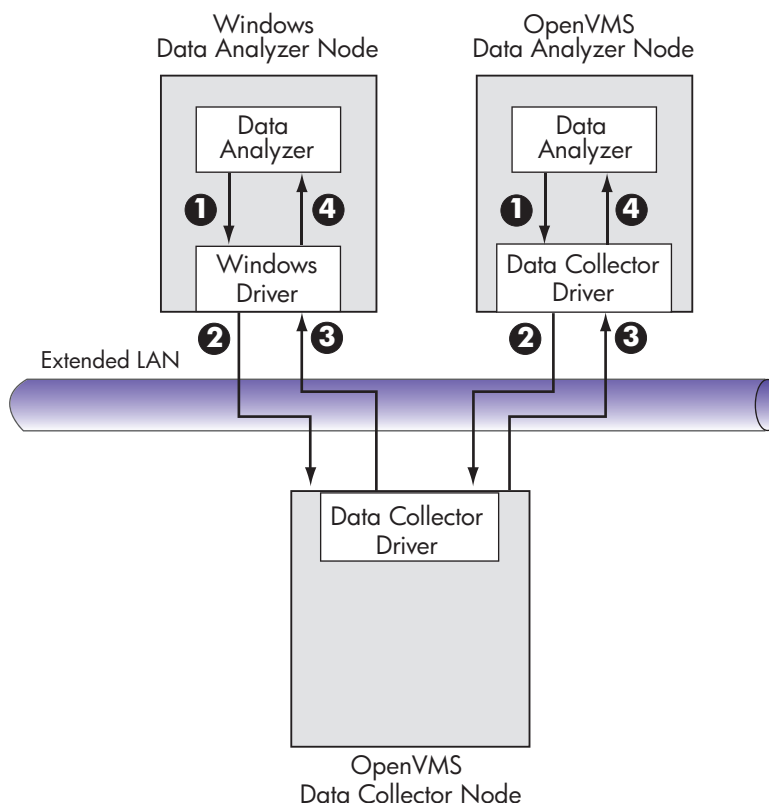 Windows
Data Analyzer Node
OpenVMS
Data Analyzer Node
Data
Analyzer
Data
Analyzer
1
4
1
4
Windows
Driver
Data Collector
Driver
2
3
2
3
Extended LAN
Data Collector
Driver
OpenVMS
Data Collector Node